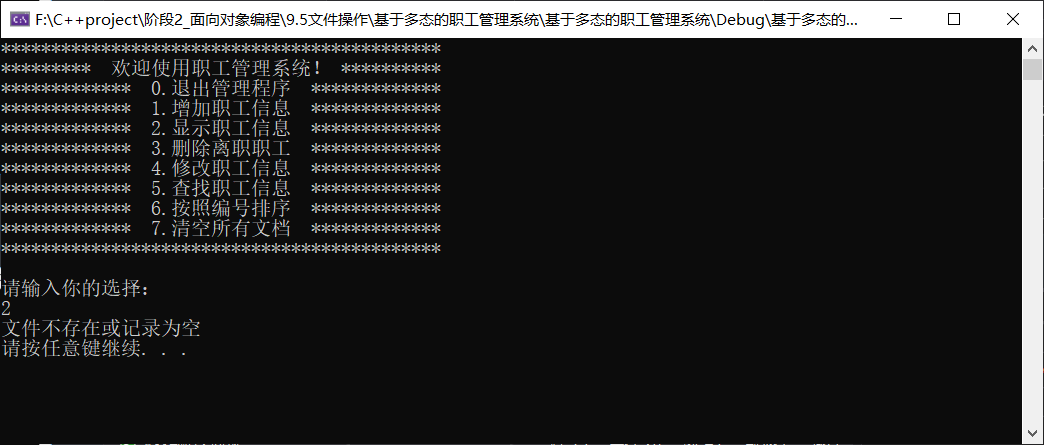 F:\C++project\阶段2_面向对象编程\9.5文件操作\基于多态的职工管理系统\基于多态的职工管理系统\Debug\基于多态的...
********************************************
*********  欢迎使用职工管理系统！ **********
*************  0.退出管理程序  *************
*************  1.增加职工信息  *************
*************  2.显示职工信息  *************
*************  3.删除离职职工  *************
*************  4.修改职工信息  *************
*************  5.查找职工信息  *************
*************  6.按照编号排序  *************
*************  7.清空所有文档  *************
********************************************
请输入你的选择：
2
文件不存在或记录为空
请按任意键继续. . .